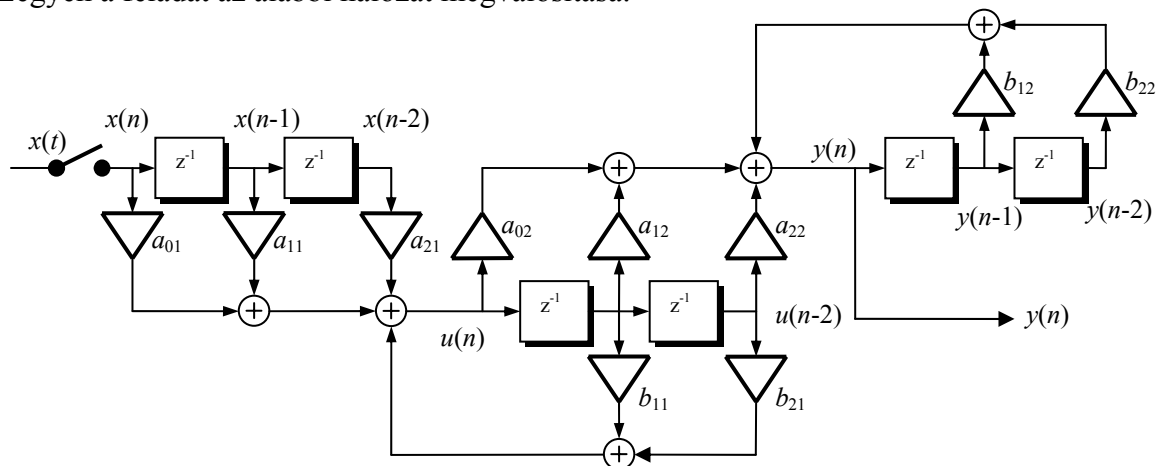 Legyen a feladat az alábbi hálózat megvalósítása:
x(t)
x(n)
x(n-1)
x(n-2)
z⁻¹
z⁻¹
a₀₁
a₁₁
a₂₁
u(n)
a₀₂
a₁₂
a₂₂
z⁻¹
z⁻¹
u(n-2)
b₁₁
b₂₁
y(n)
z⁻¹
z⁻¹
b₁₂
b₂₂
y(n-1)
y(n-2)
y(n)